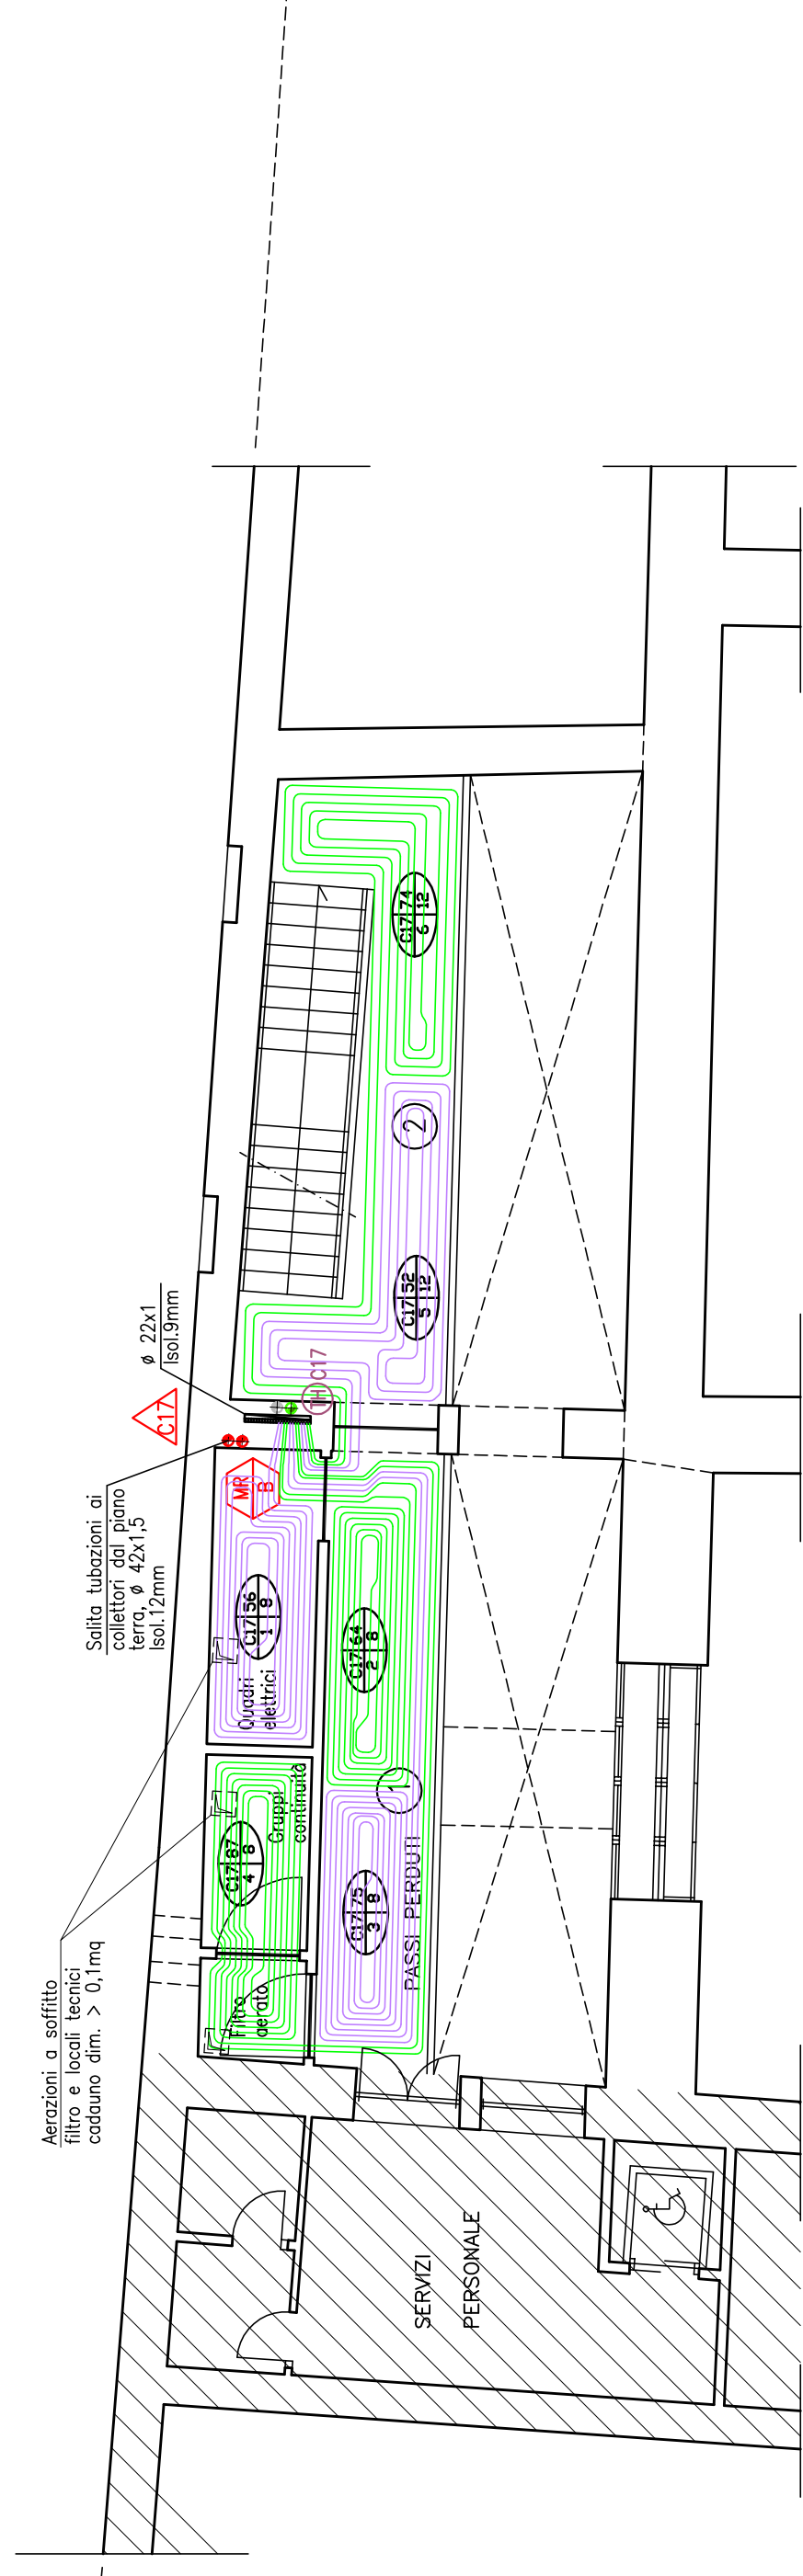 ø 22x1
Isol.9mm
C17
Salita tubazioni ai
collettori dal piano
terra, ø 42x1,5
Isol.12mm
Aerazioni a soffitto
filtro e locali tecnici
cadauno dim. > 0,1mq
C17 74
6 12
2
C17 52
5 12
TH C17
MR
B
C17 56
1 8
Quadri
elettrici
C17 64
2 8
1
Gruppi
continuità
C17 67
4 8
C17 75
3 8
PASSI PERDUTI
Filtro
aerato
SERVIZI
PERSONALE